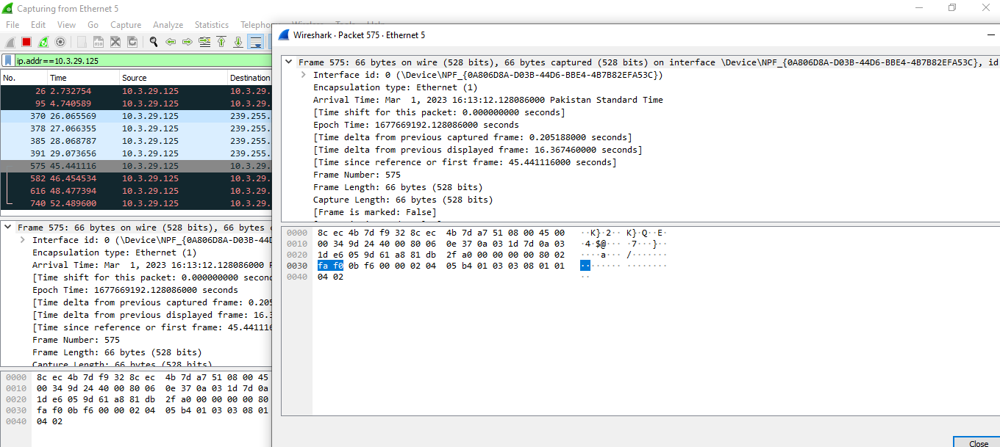 Capturing from Ethernet 5
File Edit View Go Capture Analyze Statistics
ip.addr==10.3.29.125
No. Time Source Destination
26 2.732754 10.3.29.125 10.3.29.
95 4.740589 10.3.29.125 10.3.29.
370 26.065569 10.3.29.125 239.255.
378 27.066355 10.3.29.125 239.255.
385 28.068787 10.3.29.125 239.255.
391 29.073656 10.3.29.125 239.255.
575 45.441116 10.3.29.125 10.3.29.
582 46.454534 10.3.29.125 10.3.29.
616 48.477394 10.3.29.125 10.3.29.
740 52.489600 10.3.29.125 10.3.29.
Frame 575: 66 bytes on wire (528 bits), 66 bytes
Interface id: 0 (\Device\NPF_{0A806D8A-D03B-44D
Encapsulation type: Ethernet (1)
Arrival Time: Mar 1, 2023 16:13:12.128086000 P
[Time shift for this packet: 0.000000000 second
Epoch Time: 1677669192.128086000 seconds
[Time delta from previous captured frame: 0.205
[Time delta from previous displayed frame: 16.3
[Time since reference or first frame: 45.441116
Frame Number: 575
Frame Length: 66 bytes (528 bits)
Capture Length: 66 bytes (528 bits)
0000 8c ec 4b 7d f9 32 8c ec 4b 7d a7 51 08 00 45
0010 00 34 9d 24 40 00 80 06 0e 37 0a 03 1d 7d 0a
0020 1d e6 05 9d 61 a8 81 db 2f a0 00 00 00 00 80
0030 fa f0 0b f6 00 00 02 04 05 b4 01 03 03 08 01
0040 04 02
Wireshark · Packet 575 · Ethernet 5
Frame 575: 66 bytes on wire (528 bits), 66 bytes captured (528 bits) on interface \Device\NPF_{0A806D8A-D03B-44D6-BBE4-4B7B82EFA53C}, id
Interface id: 0 (\Device\NPF_{0A806D8A-D03B-44D6-BBE4-4B7B82EFA53C})
Encapsulation type: Ethernet (1)
Arrival Time: Mar 1, 2023 16:13:12.128086000 Pakistan Standard Time
[Time shift for this packet: 0.000000000 seconds]
Epoch Time: 1677669192.128086000 seconds
[Time delta from previous captured frame: 0.205188000 seconds]
[Time delta from previous displayed frame: 16.367460000 seconds]
[Time since reference or first frame: 45.441116000 seconds]
Frame Number: 575
Frame Length: 66 bytes (528 bits)
Capture Length: 66 bytes (528 bits)
[Frame is marked: False]
0000 8c ec 4b 7d f9 32 8c ec 4b 7d a7 51 08 00 45 00 ··K}·2·· K}·Q··E·
0010 00 34 9d 24 40 00 80 06 0e 37 0a 03 1d 7d 0a 03 ·4·$@··· ·7···}··
0020 1d e6 05 9d 61 a8 81 db 2f a0 00 00 00 00 80 02 ····a··· /·······
0030 fa f0 0b f6 00 00 02 04 05 b4 01 03 03 08 01 01 ········ ········
0040 04 02 ··
Close